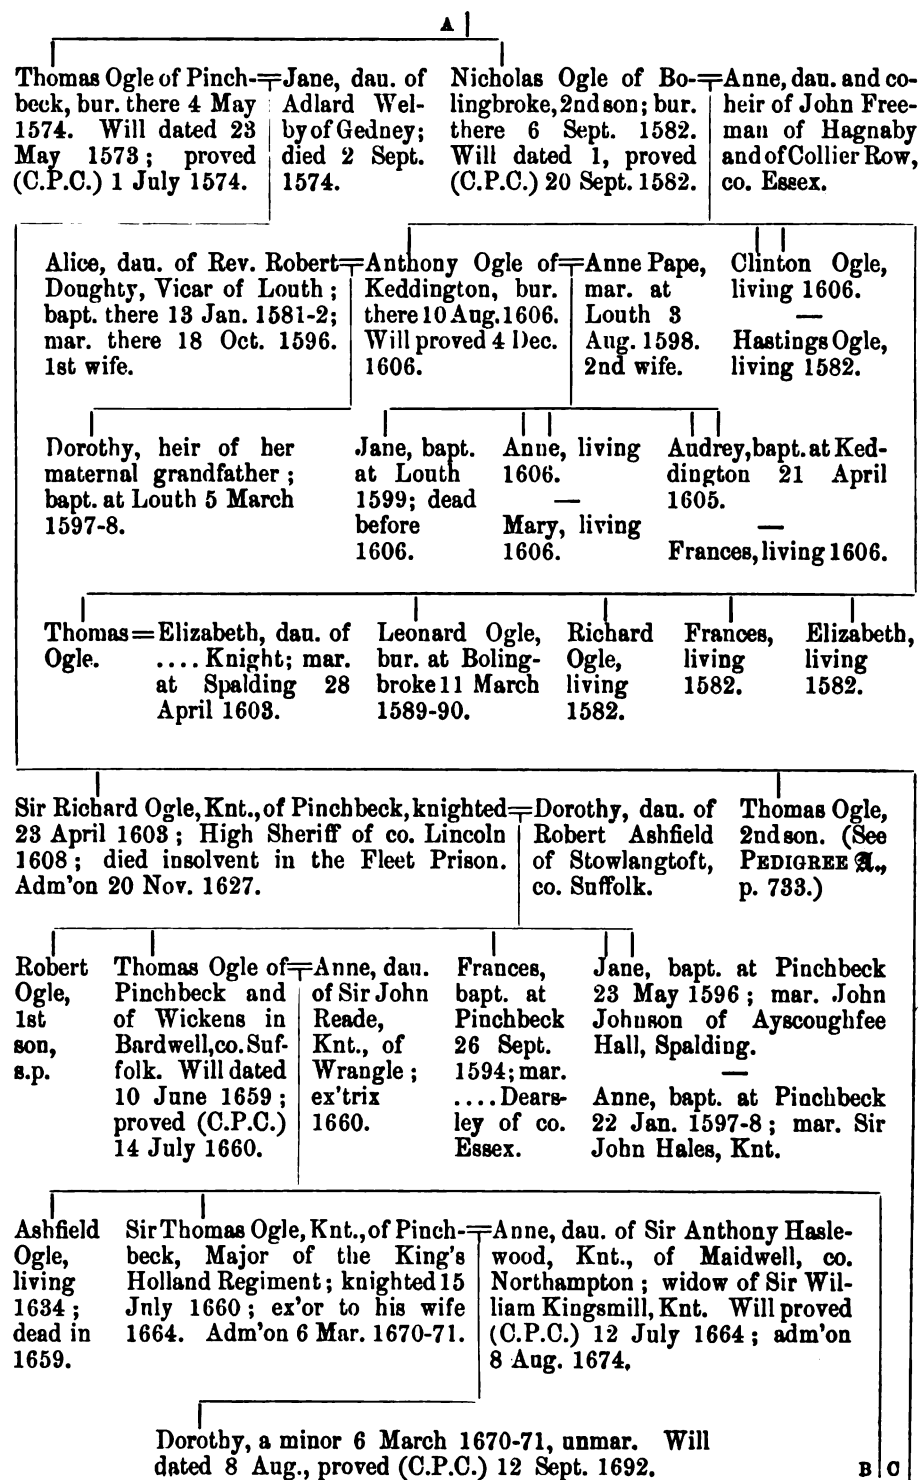 A
Thomas Ogle of Pinch-
beck, bur. there 4 May
1574. Will dated 23
May 1573; proved
(C.P.C.) 1 July 1574.
Jane, dau. of
Adlard Wel-
by of Gedney;
died 2 Sept.
1574.
Nicholas Ogle of Bo-
lingbroke, 2nd son; bur.
there 6 Sept. 1582.
Will dated 1, proved
(C.P.C.) 20 Sept. 1582.
Anne, dau. and co-
heir of John Free-
man of Hagnaby
and of Collier Row,
co. Essex.
Alice, dau. of Rev. Robert
Doughty, Vicar of Louth;
bapt. there 13 Jan. 1581-2;
mar. there 18 Oct. 1596.
1st wife.
Anthony Ogle of
Keddington, bur.
there 10 Aug. 1606.
Will proved 4 Dec.
1606.
Anne Pape,
mar. at
Louth 3
Aug. 1598.
2nd wife.
Clinton Ogle,
living 1606.
—
Hastings Ogle,
living 1582.
Dorothy, heir of her
maternal grandfather;
bapt. at Louth 5 March
1597-8.
Jane, bapt.
at Louth
1599; dead
before
1606.
Anne, living
1606.
—
Mary, living
1606.
Audrey, bapt. at Ked-
dington 21 April
1605.
—
Frances, living 1606.
Thomas =
Ogle.
Elizabeth, dau. of
.... Knight; mar.
at Spalding 28
April 1603.
Leonard Ogle,
bur. at Boling-
broke 11 March
1589-90.
Richard
Ogle,
living
1582.
Frances,
living
1582.
Elizabeth,
living
1582.
Sir Richard Ogle, Knt., of Pinchbeck, knighted
23 April 1603; High Sheriff of co. Lincoln
1608; died insolvent in the Fleet Prison.
Adm'on 20 Nov. 1627.
Dorothy, dau. of
Robert Ashfield
of Stowlangtoft,
co. Suffolk.
Thomas Ogle,
2nd son. (See
PEDIGREE A.,
p. 733.)
Robert
Ogle,
1st
son,
s.p.
Thomas Ogle of
Pinchbeck and
of Wickens in
Bardwell, co. Suf-
folk. Will dated
10 June 1659;
proved (C.P.C.)
14 July 1660.
Anne, dau.
of Sir John
Reade,
Knt., of
Wrangle;
ex'trix
1660.
Frances,
bapt. at
Pinchbeck
26 Sept.
1594; mar.
.... Dears-
ley of co.
Essex.
Jane, bapt. at Pinchbeck
23 May 1596; mar. John
Johnson of Ayscoughfee
Hall, Spalding.
—
Anne, bapt. at Pinchbeck
22 Jan. 1597-8; mar. Sir
John Hales, Knt.
Ashfield
Ogle,
living
1634;
dead in
1659.
Sir Thomas Ogle, Knt., of Pinch-
beck, Major of the King's
Holland Regiment; knighted 15
July 1660; ex'or to his wife
1664. Adm'on 6 Mar. 1670-71.
Anne, dau. of Sir Anthony Hasle-
wood, Knt., of Maidwell, co.
Northampton; widow of Sir Wil-
liam Kingsmill, Knt. Will proved
(C.P.C.) 12 July 1664; adm'on
8 Aug. 1674.
Dorothy, a minor 6 March 1670-71, unmar. Will
dated 8 Aug., proved (C.P.C.) 12 Sept. 1692.
B C